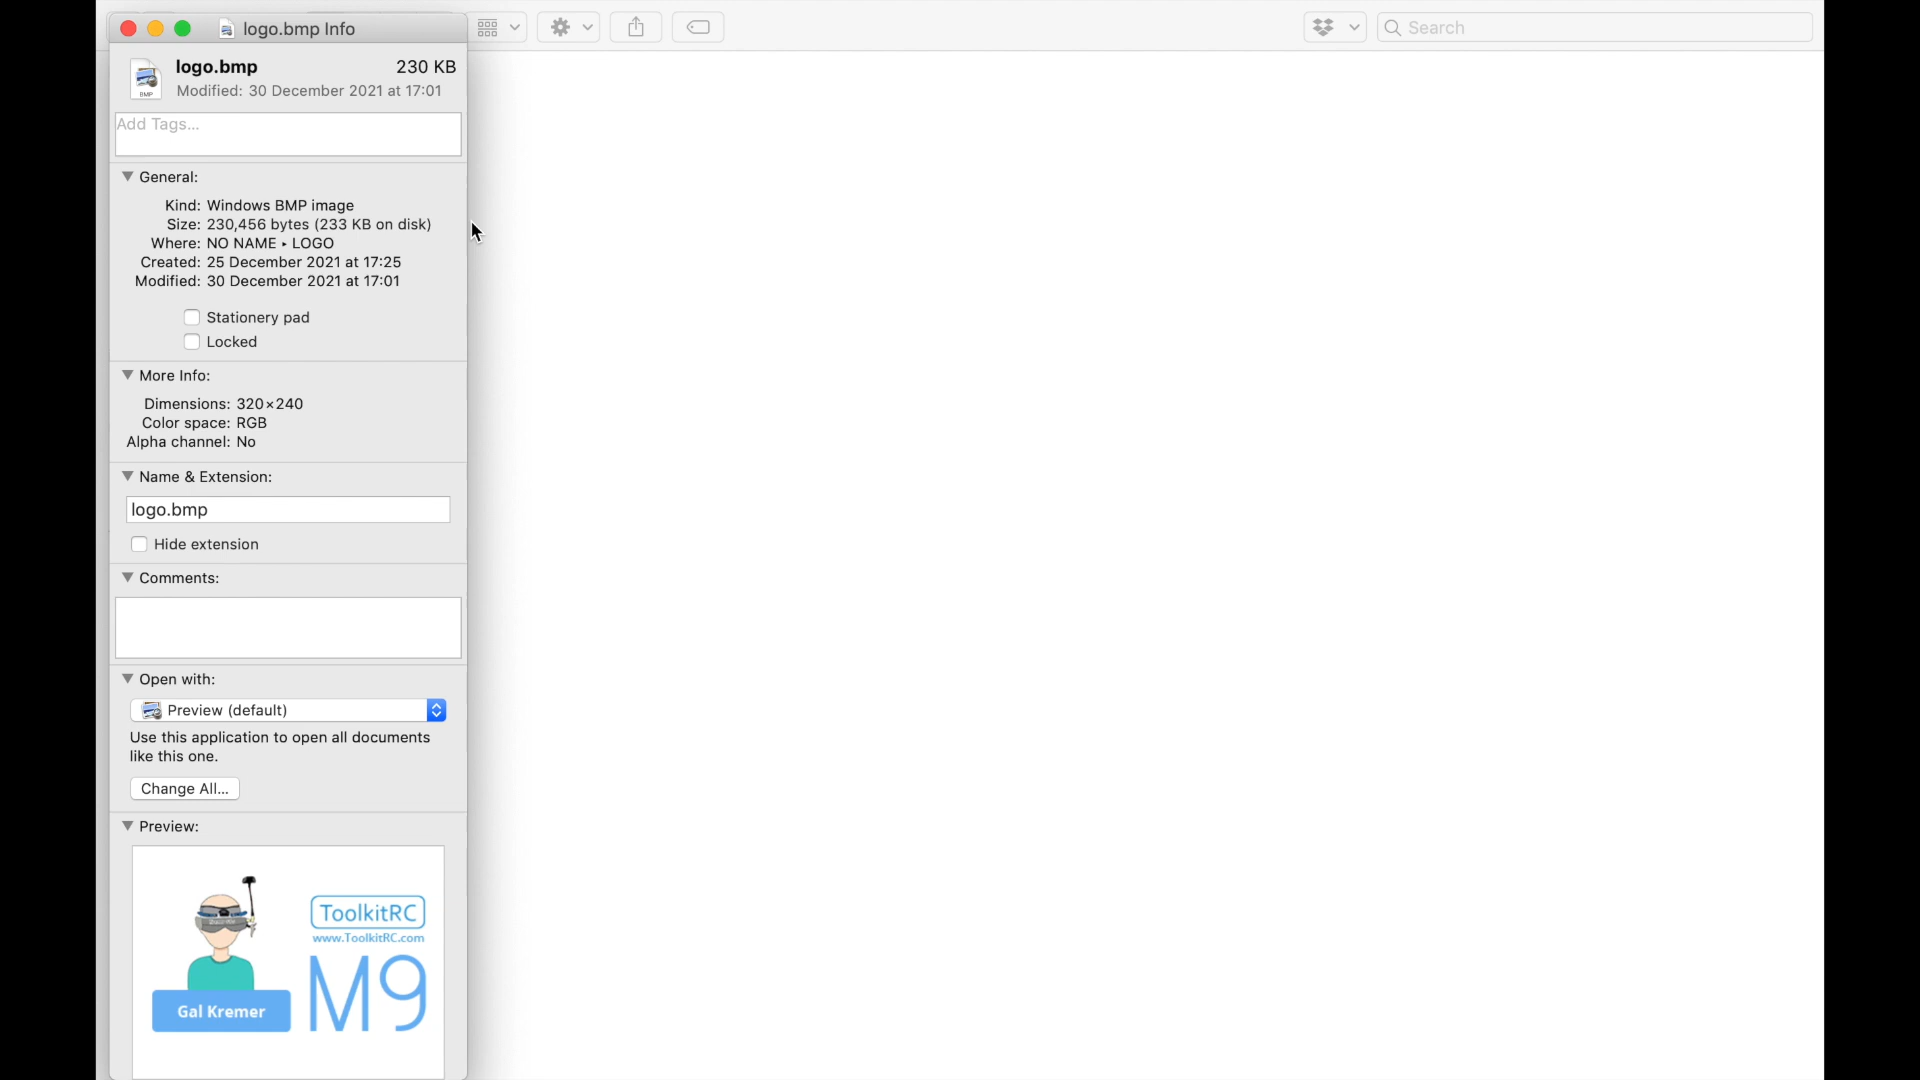 logo.bmp Info
Search
logo.bmp 230 KB
BMP
Modified: 30 December 2021 at 17:01
Add Tags...
General:
Kind: Windows BMP image
Size: 230,456 bytes (233 KB on disk)
Where: NO NAME ▸ LOGO
Created: 25 December 2021 at 17:25
Modified: 30 December 2021 at 17:01
Stationery pad
Locked
More Info:
Dimensions: 320×240
Color space: RGB
Alpha channel: No
Name & Extension:
logo.bmp
Hide extension
Comments:
Open with:
Preview (default)
Use this application to open all documents
like this one.
Change All...
Preview:
ToolkitRC
www.ToolkitRC.com
M9
Gal Kremer